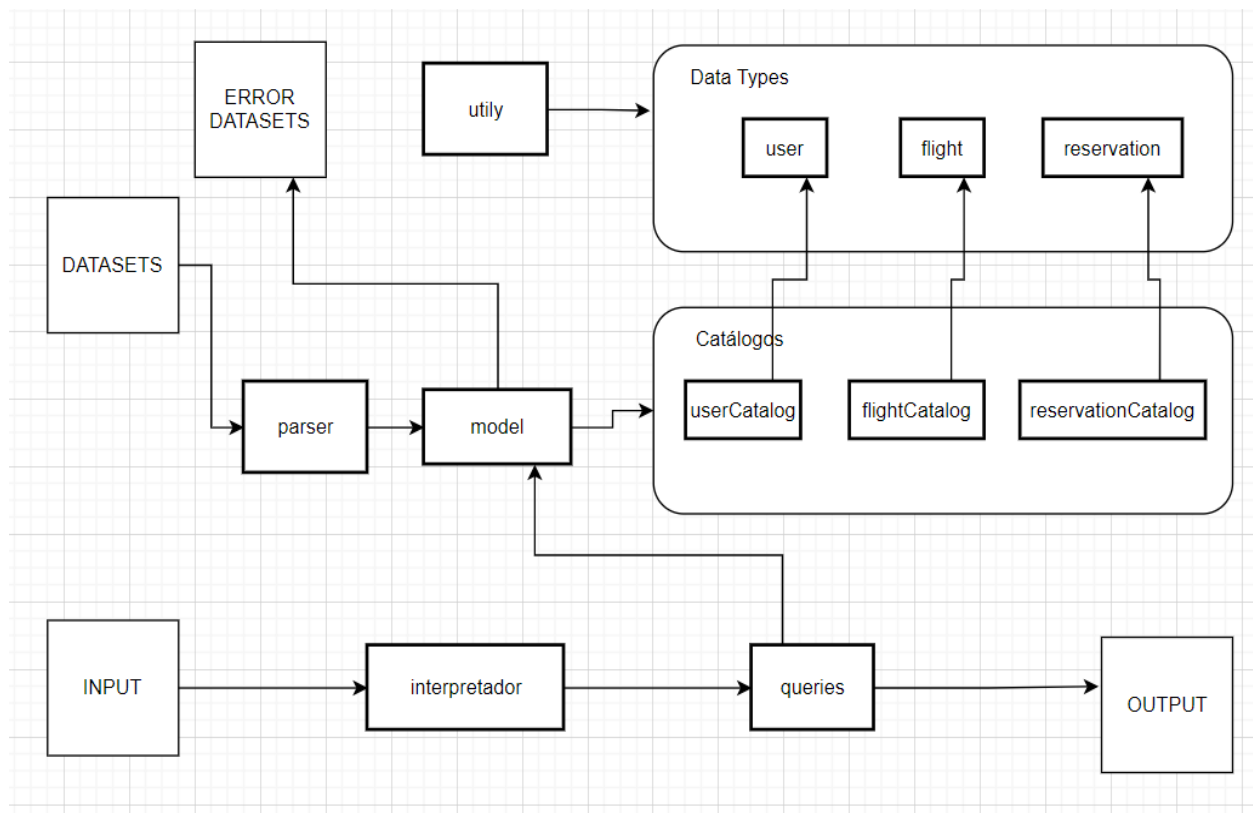 ERROR
DATASETS
utily
Data Types
user
flight
reservation
DATASETS
Catálogos
userCatalog
flightCatalog
reservationCatalog
parser
model
INPUT
interpretador
queries
OUTPUT